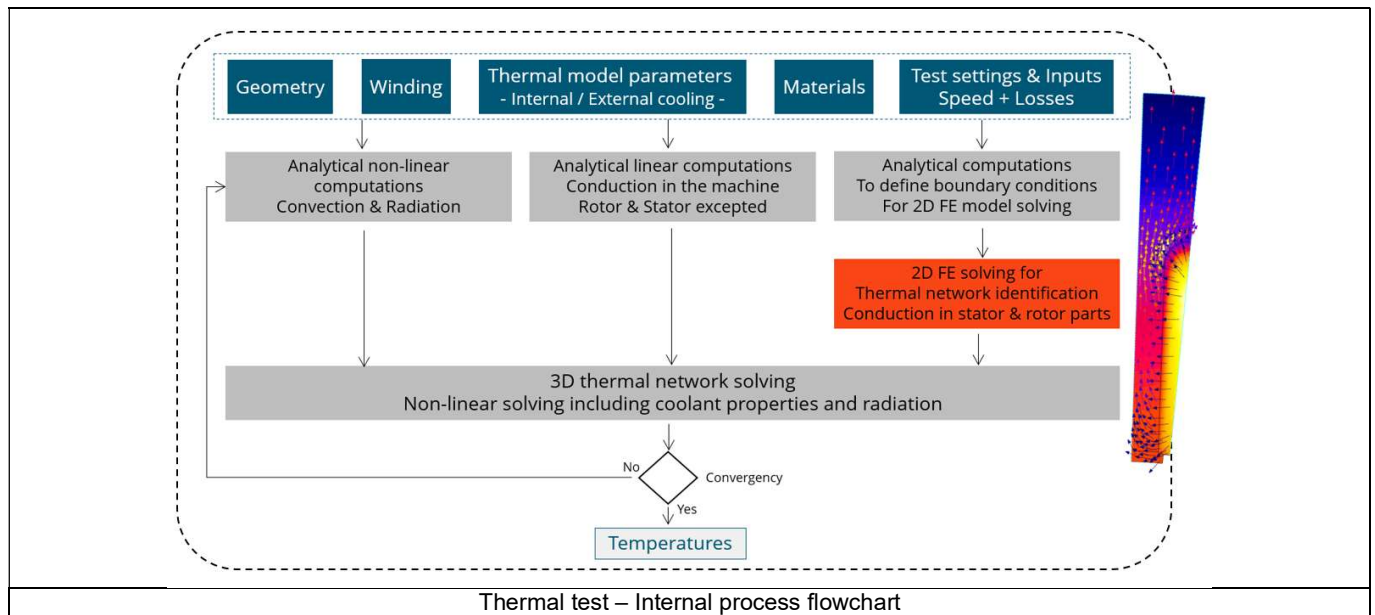 Geometry
Winding
Thermal model parameters
- Internal / External cooling -
Materials
Test settings & Inputs
Speed + Losses
Analytical non-linear
computations
Convection & Radiation
Analytical linear computations
Conduction in the machine
Rotor & Stator excepted
Analytical computations
To define boundary conditions
For 2D FE model solving
2D FE solving for
Thermal network identification
Conduction in stator & rotor parts
3D thermal network solving
Non-linear solving including coolant properties and radiation
No
Convergency
Yes
Temperatures
Thermal test – Internal process flowchart